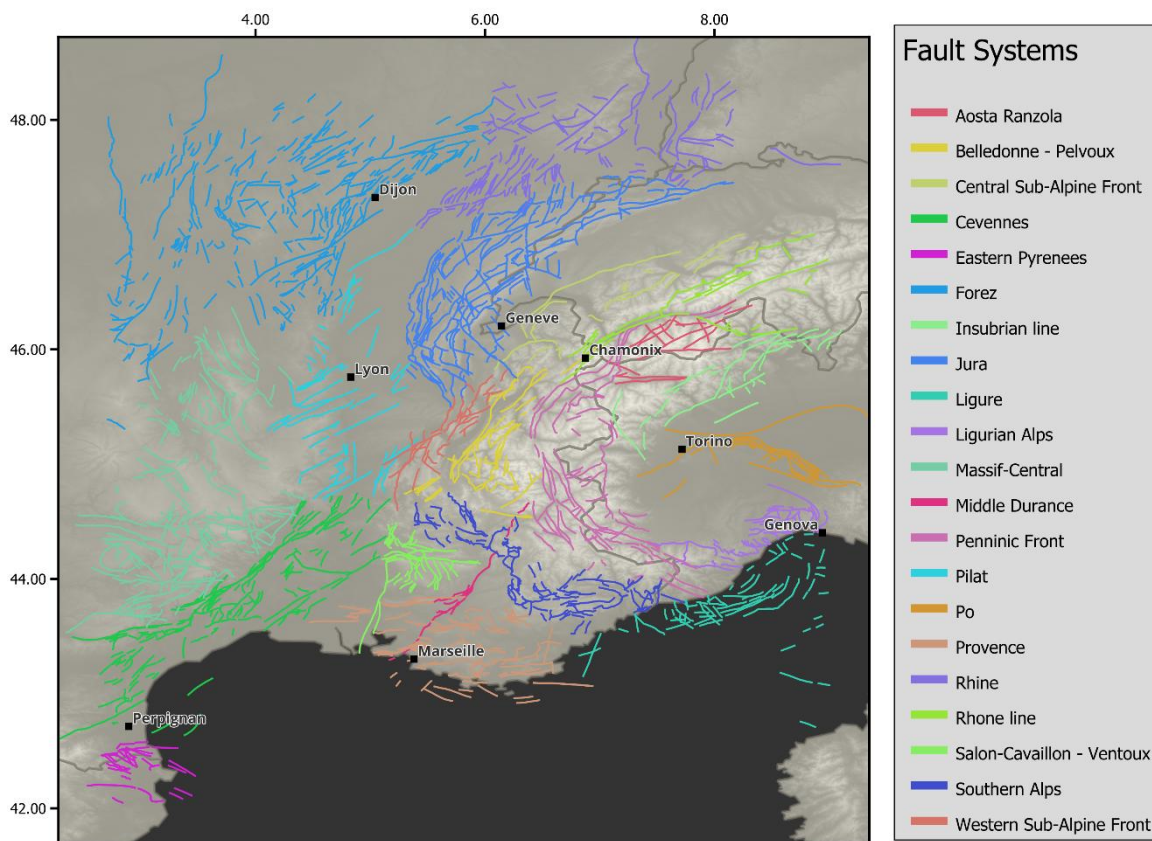 4.00 6.00 8.00
48.00
46.00
44.00
42.00
Dijon
Geneve
Chamonix
Lyon
Torino
Genova
Marseille
Perpignan
Fault Systems
Aosta Ranzola
Belledonne - Pelvoux
Central Sub-Alpine Front
Cevennes
Eastern Pyrenees
Forez
Insubrian line
Jura
Ligure
Ligurian Alps
Massif-Central
Middle Durance
Penninic Front
Pilat
Po
Provence
Rhine
Rhone line
Salon-Cavaillon - Ventoux
Southern Alps
Western Sub-Alpine Front